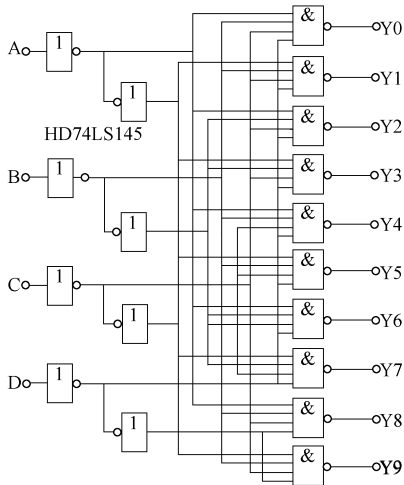 & Y0
A 1
& Y1
1
HD74LS145
& Y2
B 1
& Y3
1
& Y4
C 1
& Y5
1
& Y6
D 1
& Y7
1
& Y8
& Y9